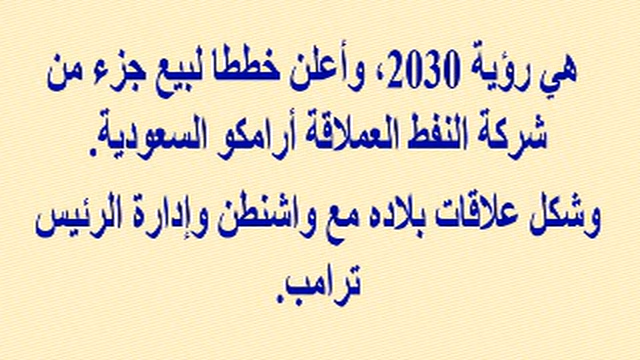 هي رؤية 2030، وأعلن خططا لبيع جزء من
شركة النفط العملاقة أرامكو السعودية.
وشكل علاقات بلاده مع واشنطن وإدارة الرئيس
ترامب.